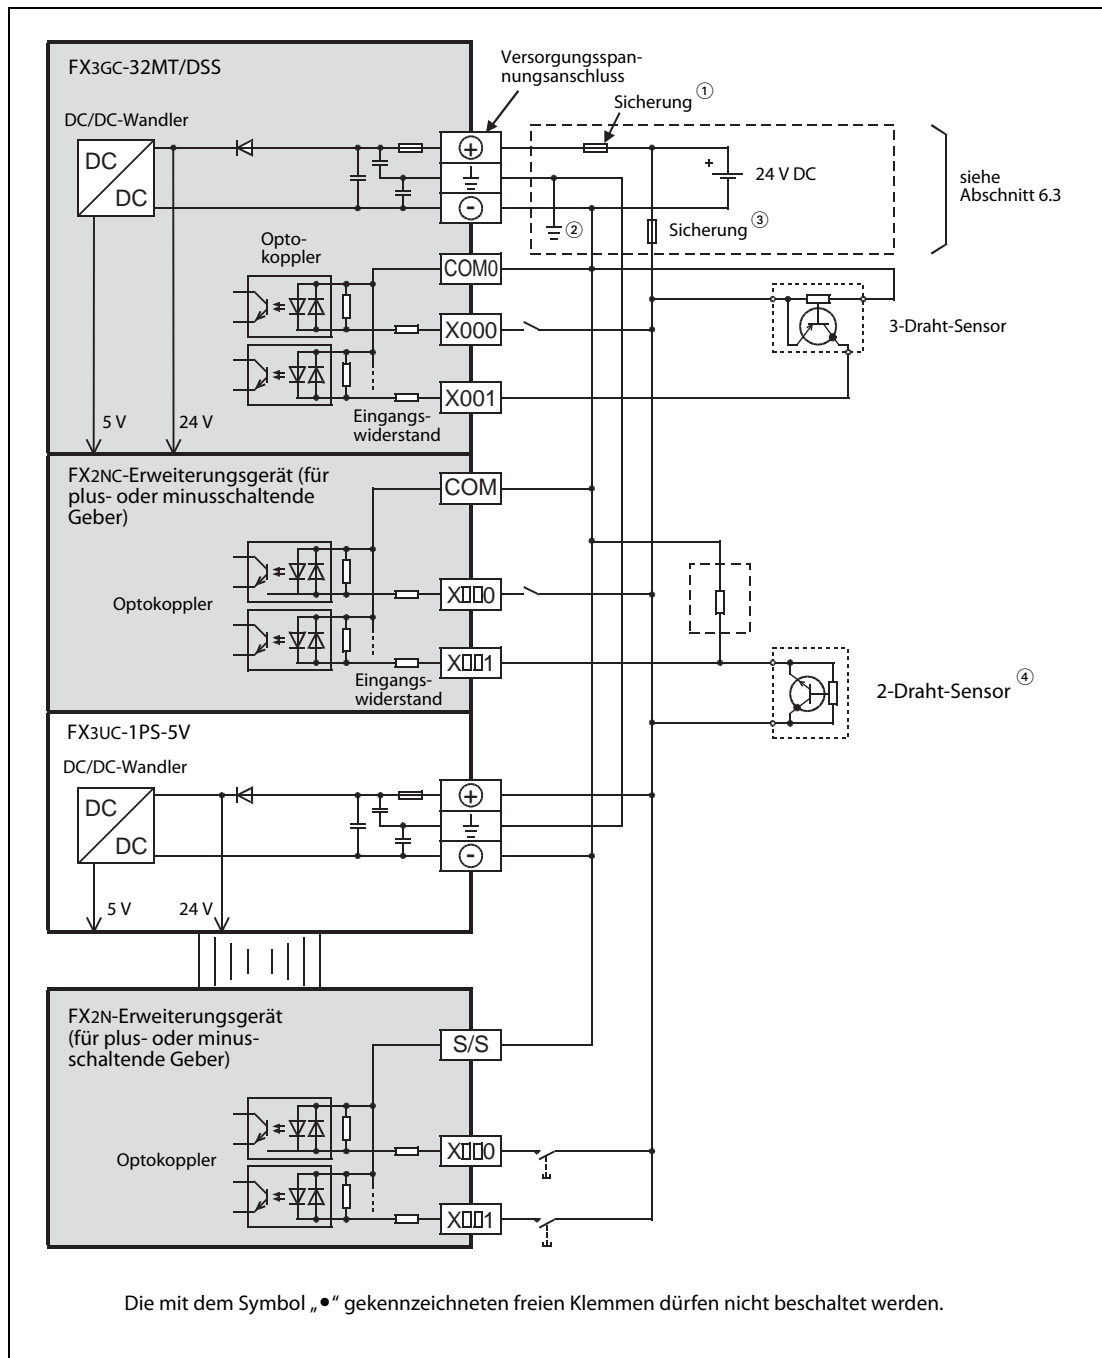 FX3GC-32MT/DSS
Versorgungsspan-
nungsanschluss
Sicherung ①
DC/DC-Wandler
DC
DC
+
-
+
24 V DC
siehe
Abschnitt 6.3
②
Sicherung ③
Opto-
koppler
COM0
X000
3-Draht-Sensor
X001
Eingangs-
widerstand
5 V
24 V
FX2NC-Erweiterungsgerät (für
plus- oder minusschaltende
Geber)
COM
X▯▯0
Optokoppler
X▯▯1
Eingangs-
widerstand
2-Draht-Sensor ④
FX3UC-1PS-5V
DC/DC-Wandler
DC
DC
+
-
5 V
24 V
FX2N-Erweiterungsgerät
(für plus- oder minus-
schaltende Geber)
S/S
X▯▯0
Optokoppler
X▯▯1
Die mit dem Symbol „●“ gekennzeichneten freien Klemmen dürfen nicht beschaltet werden.